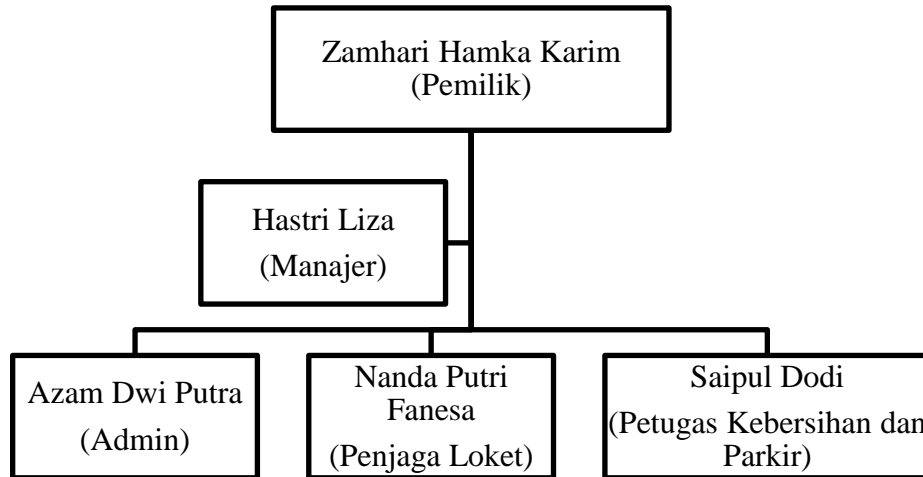 Zamhari Hamka Karim
(Pemilik)
Hastri Liza
(Manajer)
Azam Dwi Putra
(Admin)
Nanda Putri
Fanesa
(Penjaga Loket)
Saipul Dodi
(Petugas Kebersihan dan
Parkir)